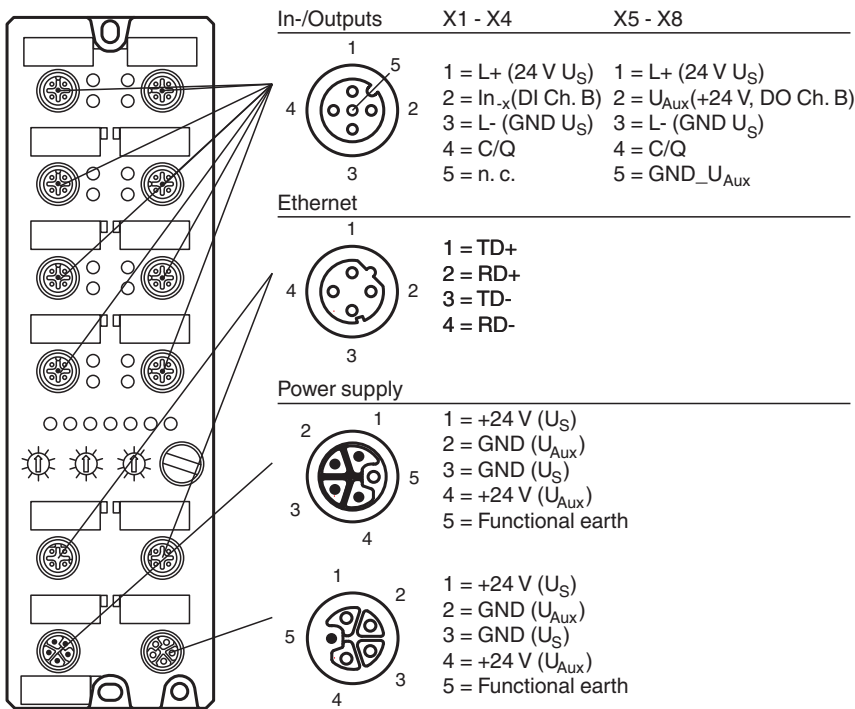 In-/Outputs X1 - X4 X5 - X8
1
5
4 2
3
1 = L+ (24 V US) 1 = L+ (24 V US)
2 = In-x(DI Ch. B) 2 = UAux(+24 V, DO Ch. B)
3 = L- (GND US) 3 = L- (GND US)
4 = C/Q 4 = C/Q
5 = n. c. 5 = GND_UAux
Ethernet
1
4 2
3
1 = TD+
2 = RD+
3 = TD-
4 = RD-
Power supply
2 1
5
3
4
1 = +24 V (US)
2 = GND (UAux)
3 = GND (US)
4 = +24 V (UAux)
5 = Functional earth
1
2
5
3
4
1 = +24 V (US)
2 = GND (UAux)
3 = GND (US)
4 = +24 V (UAux)
5 = Functional earth